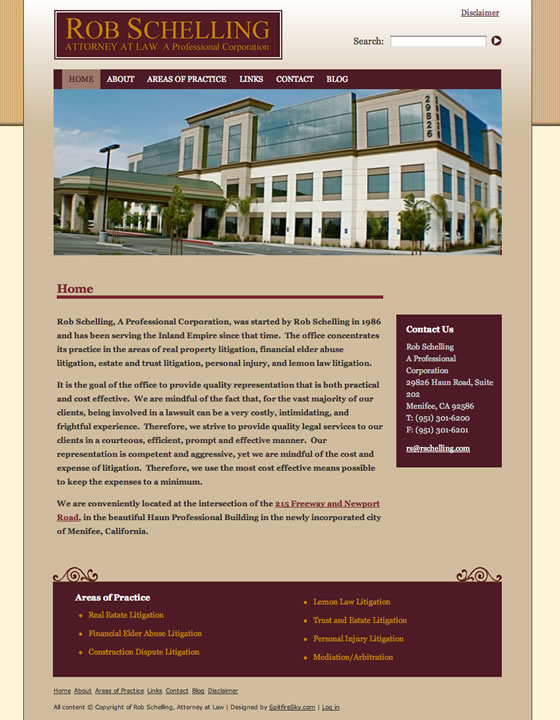 ROB SCHELLING
ATTORNEY AT LAW A Professional Corporation
Disclaimer
Search:
HOME ABOUT AREAS OF PRACTICE LINKS CONTACT BLOG
29826
Home
Rob Schelling, A Professional Corporation, was started by Rob Schelling in 1986
and has been serving the Inland Empire since that time. The office concentrates
its practice in the areas of real property litigation, financial elder abuse
litigation, estate and trust litigation, personal injury, and lemon law litigation.
It is the goal of the office to provide quality representation that is both practical
and cost effective. We are mindful of the fact that, for the vast majority of our
clients, being involved in a lawsuit can be a very costly, intimidating, and
frightful experience. Therefore, we strive to provide quality legal services to our
clients in a courteous, efficient, prompt and effective manner. Our
representation is competent and aggressive, yet we are mindful of the cost and
expense of litigation. Therefore, we use the most cost effective means possible
to keep the expenses to a minimum.
We are conveniently located at the intersection of the 215 Freeway and Newport
Road, in the beautiful Haun Professional Building in the newly incorporated city
of Menifee, California.
Contact Us
Rob Schelling
A Professional
Corporation
29826 Haun Road, Suite
202
Menifee, CA 92586
T: (951) 301-6200
F: (951) 301-6201
rs@rschelling.com
Areas of Practice
Real Estate Litigation
Financial Elder Abuse Litigation
Construction Dispute Litigation
Lemon Law Litigation
Trust and Estate Litigation
Personal Injury Litigation
Mediation/Arbitration
Home About Areas of Practice Links Contact Blog Disclaimer
All content © Copyright of Rob Schelling, Attorney at Law | Designed by SpitfireSky.com | Log in